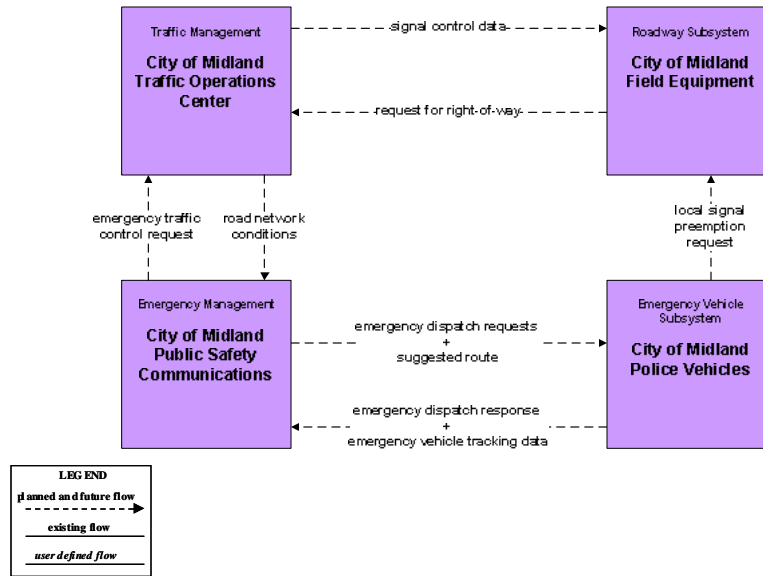 Traffic Management
City of Midland
Traffic Operations
Center
signal control data
Roadway Subsystem
City of Midland
Field Equipment
request for right-of-way
emergency traffic
control request
road network
conditions
local signal
preemption
request
Emergency Management
City of Midland
Public Safety
Communications
emergency dispatch requests
+
suggested route
Emergency Vehicle
Subsystem
City of Midland
Police Vehicles
emergency dispatch response
+
emergency vehicle tracking data
LEGEND
planned and future flow
existing flow
user defined flow